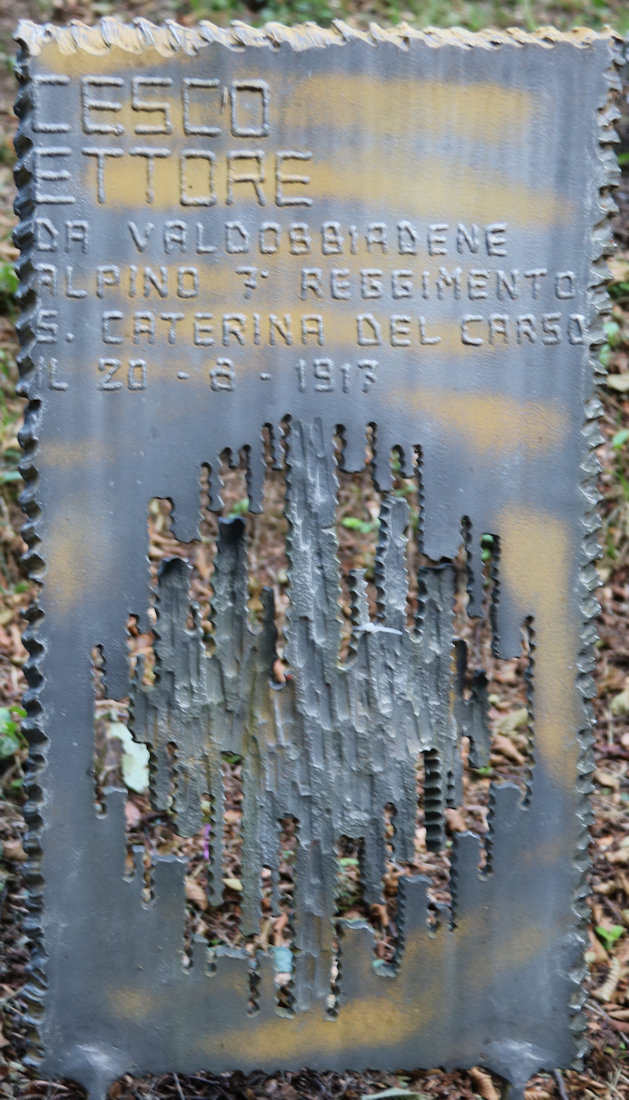 CESCO
ETTORE
DA VALDOBBIADENE
ALPINO 7° REGGIMENTO
S. CATERINA DEL CARSO
IL 20 - 8 - 1917